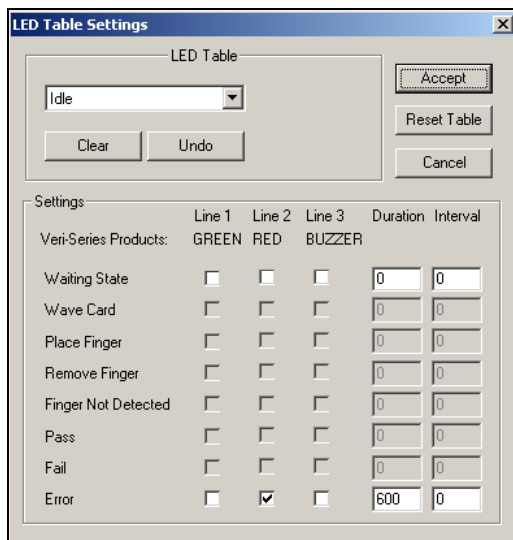 LED Table Settings
LED Table
Idle
Accept
Reset Table
Clear Undo
Cancel
Settings
Line 1 Line 2 Line 3 Duration Interval
Veri-Series Products: GREEN RED BUZZER
Waiting State 0 0
Wave Card 0 0
Place Finger 0 0
Remove Finger 0 0
Finger Not Detected 0 0
Pass 0 0
Fail 0 0
Error 600 0